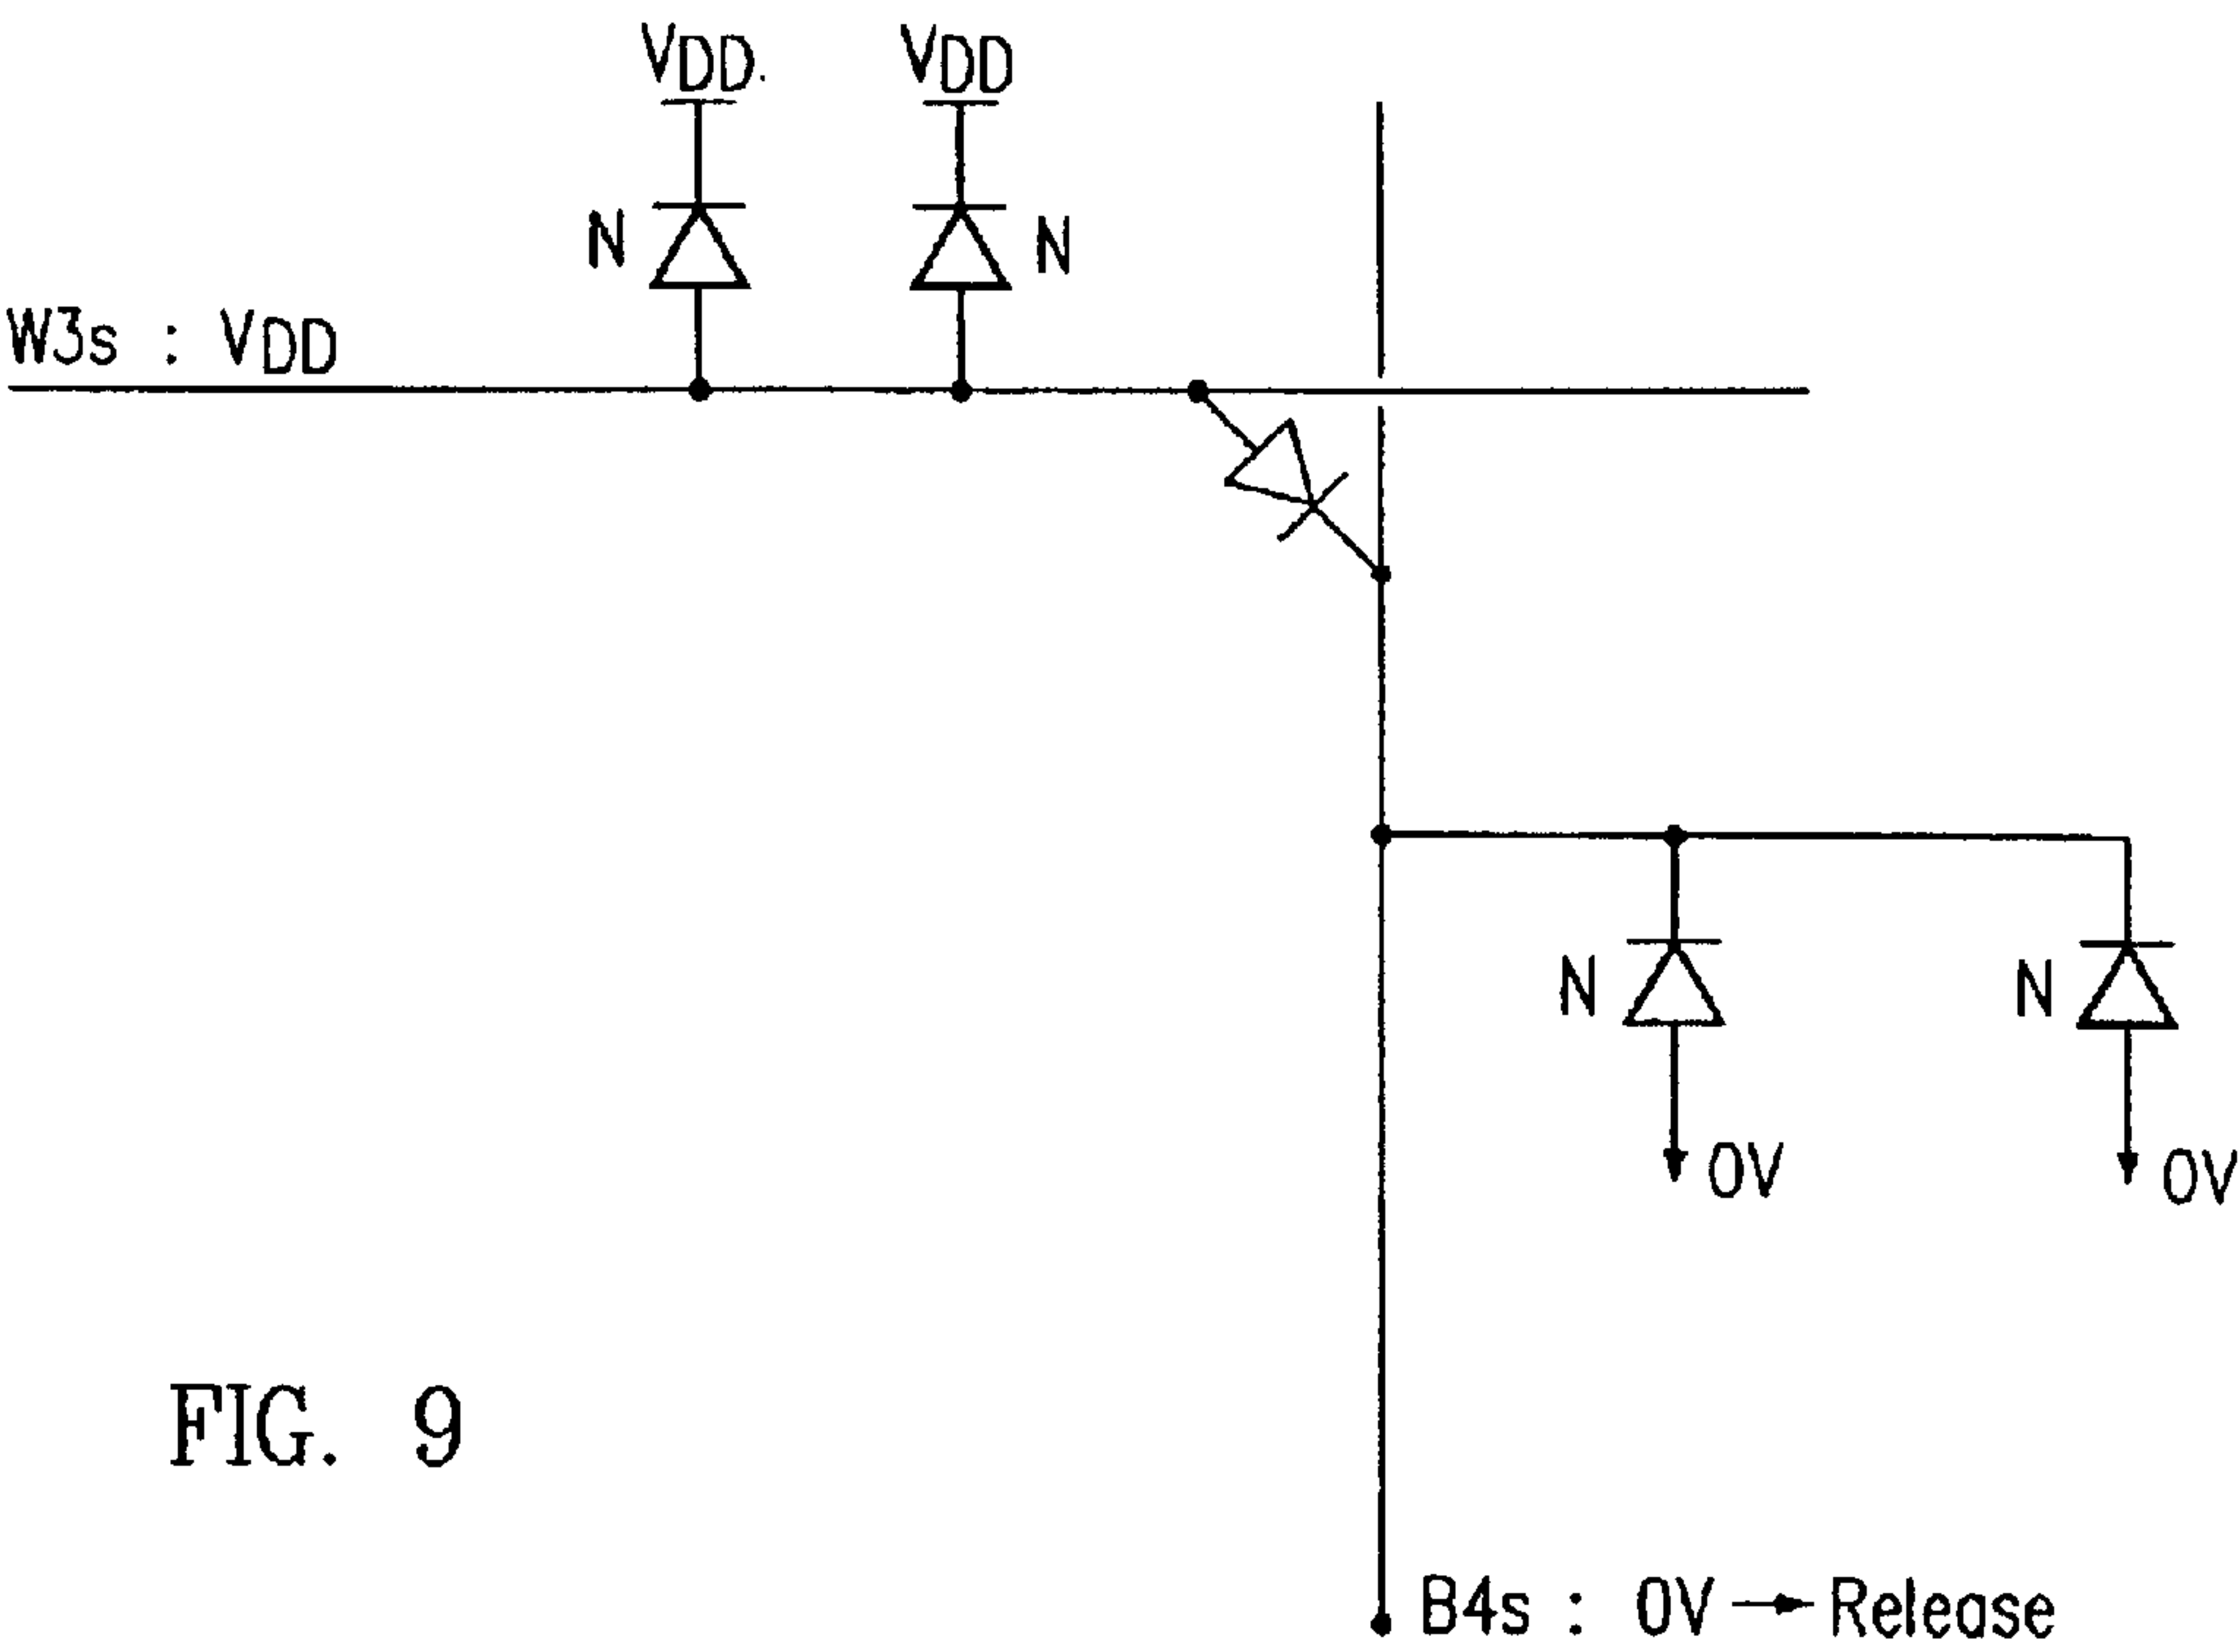 VDD.
VDD
N
N
W3s : VDD
N
N
0V
0V
FIG. 9
B4s : 0V → Release